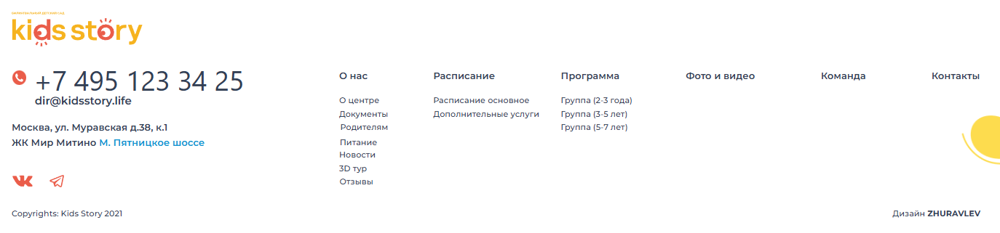 БИЛИНГВАЛЬНЫЙ ДЕТСКИЙ САД
kids story
+7 495 123 34 25
dir@kidsstory.life
Москва, ул. Муравская д.38, к.1
ЖК Мир Митино М. Пятницкое шоссе
О нас
О центре
Документы
Родителям
Питание
Новости
3D тур
Отзывы
Расписание
Расписание основное
Дополнительные услуги
Программа
Группа (2-3 года)
Группа (3-5 лет)
Группа (5-7 лет)
Фото и видео
Команда
Контакты
Copyrights: Kids Story 2021
Дизайн ZHURAVLEV